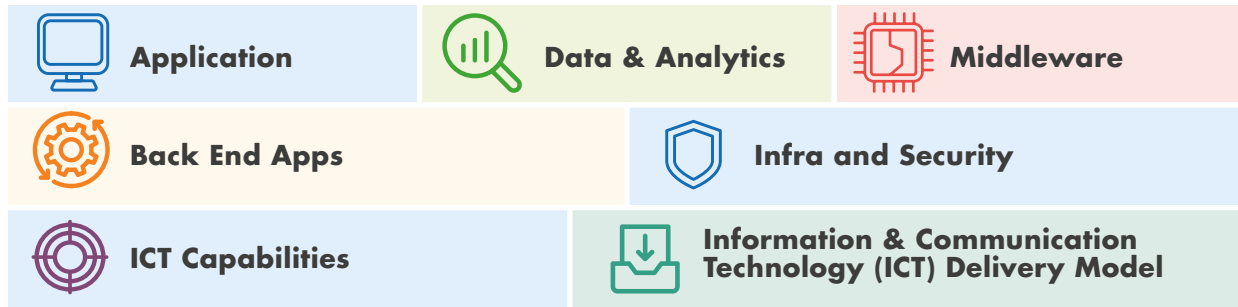 Application
Data & Analytics
Middleware
Back End Apps
Infra and Security
ICT Capabilities
Information & Communication
Technology (ICT) Delivery Model